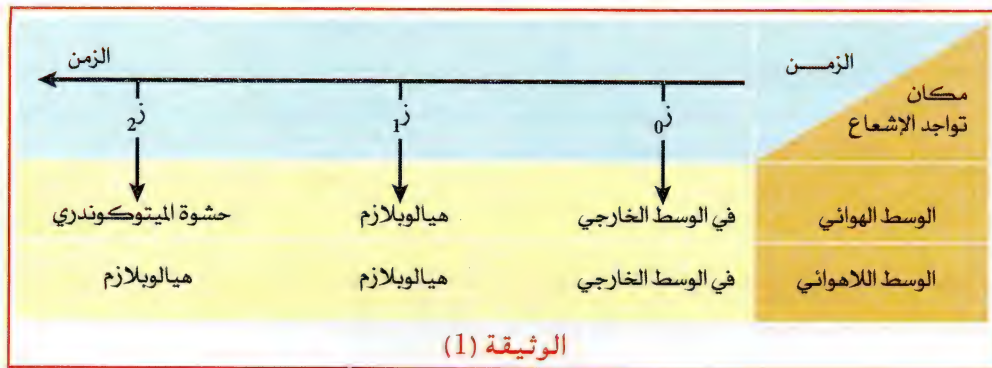 الزمن
الزمـــن
مكان
تواجد الإشعاع
ز0
ز1
ز2
الوسط الهوائي
في الوسط الخارجي
هيالوبلازم
حشوة الميتوكوندري
الوسط اللاهوائي
في الوسط الخارجي
هيالوبلازم
هيالوبلازم
الوثيقة (1)